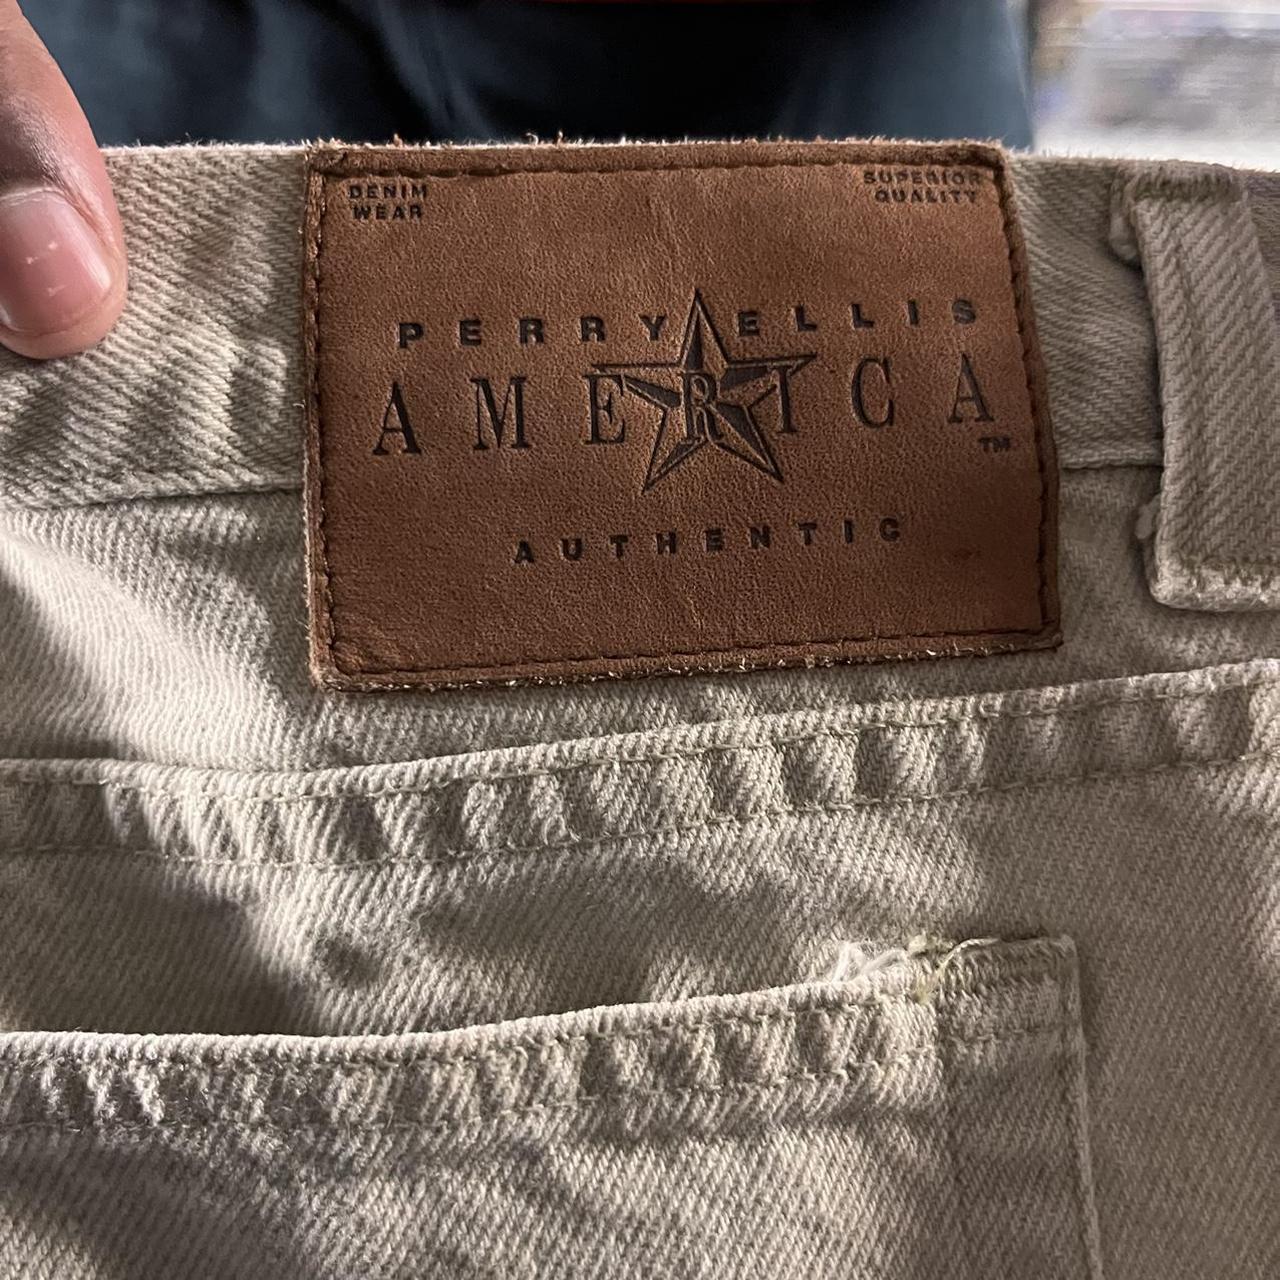 DENIM
WEAR
SUPERIOR
QUALITY
PERRY ELLIS
AMERICA
™
AUTHENTIC